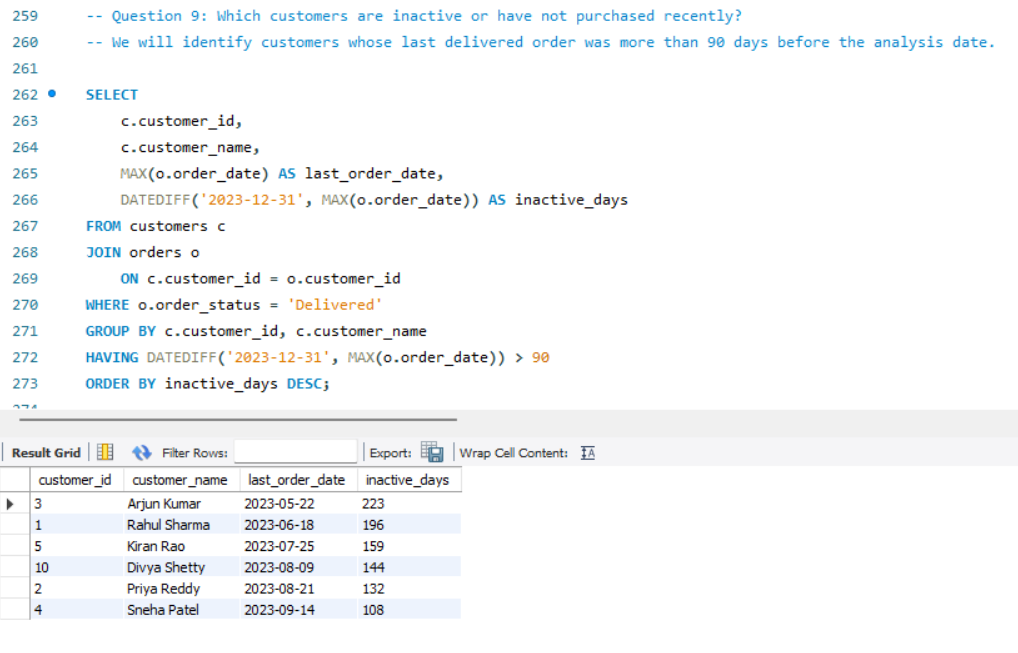 259 -- Question 9: Which customers are inactive or have not purchased recently?
260 -- We will identify customers whose last delivered order was more than 90 days before the analysis date.
261
262 SELECT
263 c.customer_id,
264 c.customer_name,
265 MAX(o.order_date) AS last_order_date,
266 DATEDIFF('2023-12-31', MAX(o.order_date)) AS inactive_days
267 FROM customers c
268 JOIN orders o
269 ON c.customer_id = o.customer_id
270 WHERE o.order_status = 'Delivered'
271 GROUP BY c.customer_id, c.customer_name
272 HAVING DATEDIFF('2023-12-31', MAX(o.order_date)) > 90
273 ORDER BY inactive_days DESC;
Result Grid Filter Rows: Export: Wrap Cell Content: IA
customer_id customer_name last_order_date inactive_days
3 Arjun Kumar 2023-05-22 223
1 Rahul Sharma 2023-06-18 196
5 Kiran Rao 2023-07-25 159
10 Divya Shetty 2023-08-09 144
2 Priya Reddy 2023-08-21 132
4 Sneha Patel 2023-09-14 108